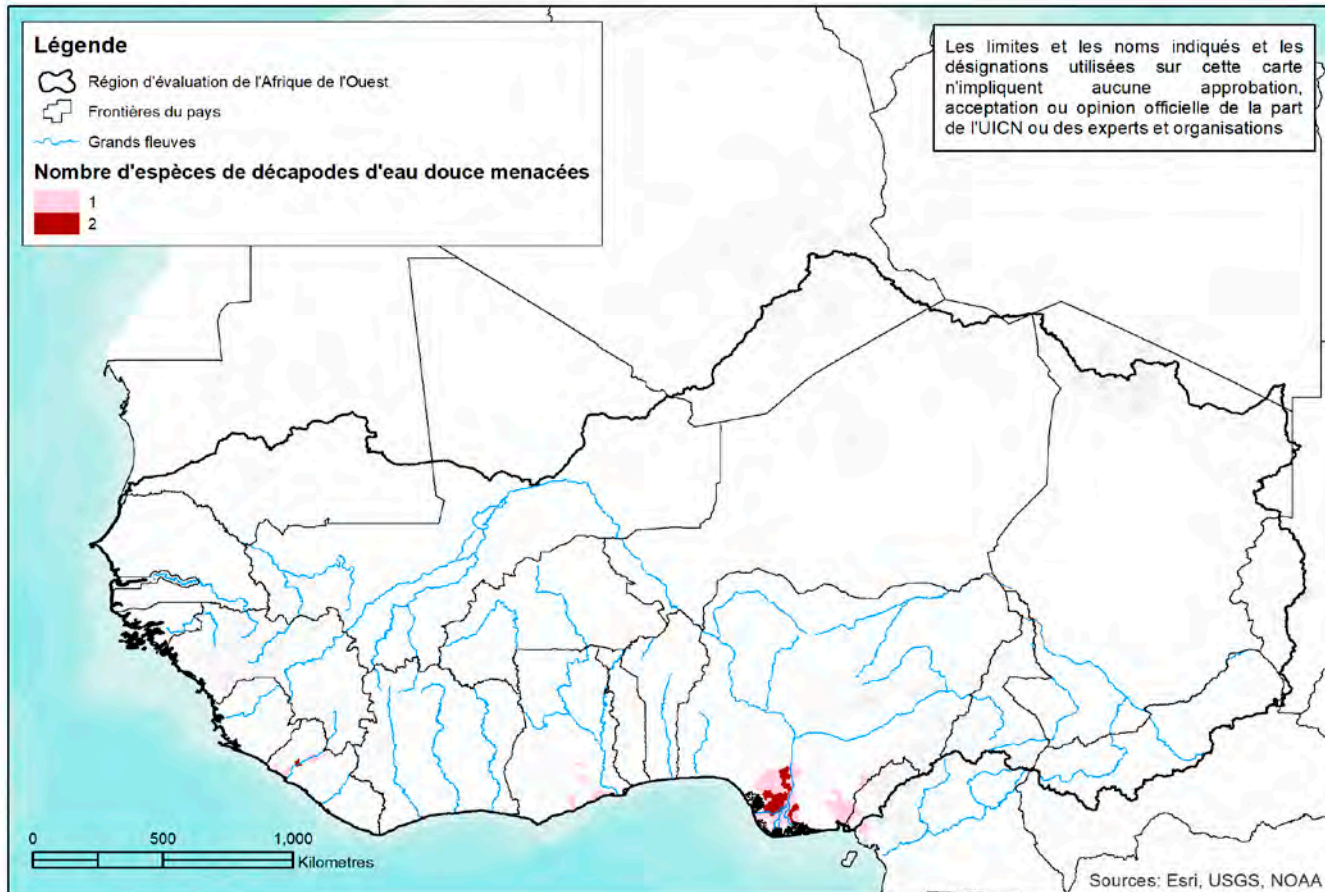 Légende
Région d'évaluation de l'Afrique de l'Ouest
Frontières du pays
Grands fleuves
Nombre d'espèces de décapodes d'eau douce menacées
1
2
Les limites et les noms indiqués et les
désignations utilisées sur cette carte
n'impliquent aucune approbation,
acceptation ou opinion officielle de la part
de l'UICN ou des experts et organisations
0 500 1,000
Kilometres
Sources: Esri, USGS, NOAA